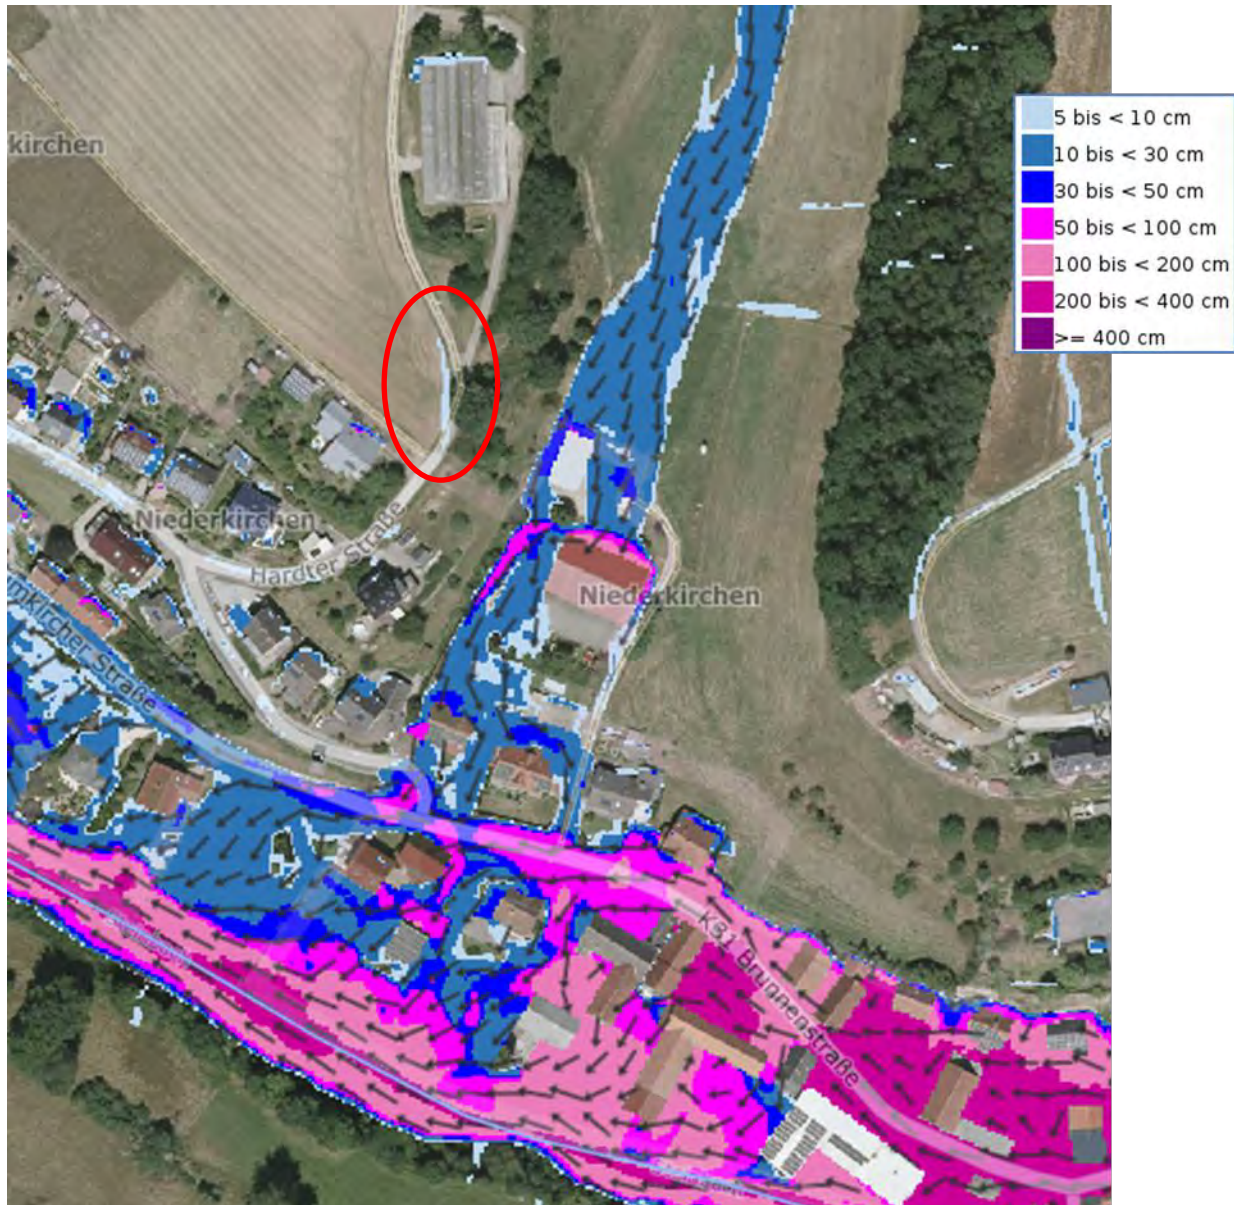 kirchen
5 bis < 10 cm
10 bis < 30 cm
30 bis < 50 cm
50 bis < 100 cm
100 bis < 200 cm
200 bis < 400 cm
>= 400 cm
Niederkirchen
Hardter Straße
Niederkirchen
mkircher Straße
K31 Brunnenstraße